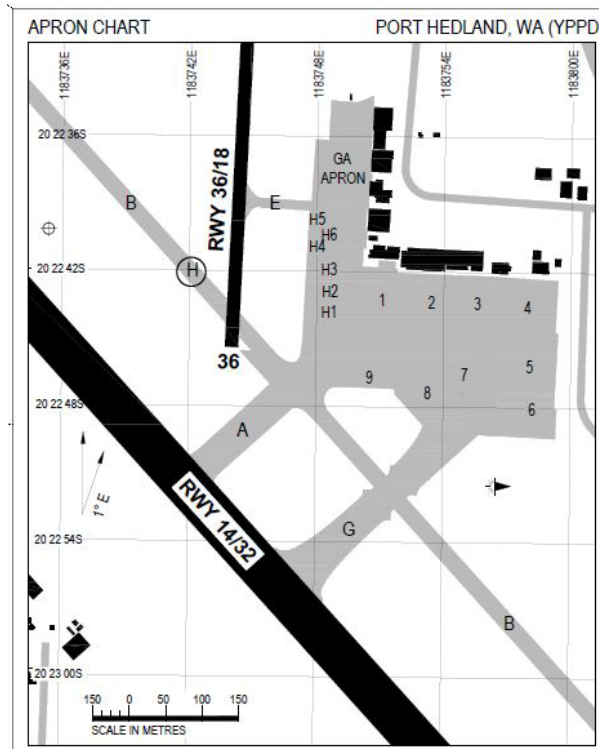 APRON CHART
PORT HEDLAND, WA (YPPD
1183736E
1183742E
1183748E
1183754E
1183800E
20 22 36S
GA
APRON
RWY 36/18
B
E
H5
H6
H4
20 22 42S
H
H3
H2
H1
1
2
3
4
36
9
8
7
5
6
20 22 48S
A
1° E
RWY 14/32
G
20 22 54S
B
20 23 00S
150 0 50 100 150
SCALE IN METRES